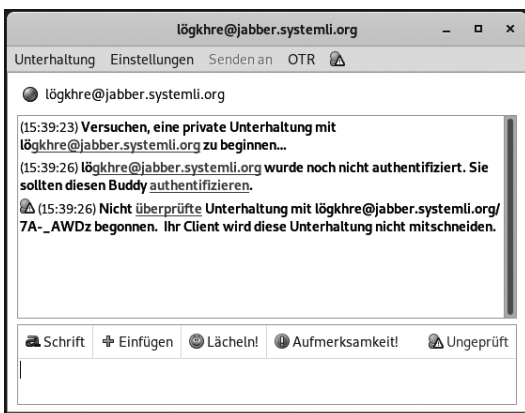 lögkhre@jabber.systemli.org
Unterhaltung Einstellungen Senden an OTR
lögkhre@jabber.systemli.org
(15:39:23) Versuchen, eine private Unterhaltung mit
lögkhre@jabber.systemli.org zu beginnen...
(15:39:26) lögkhre@jabber.systemli.org wurde noch nicht authentifiziert. Sie
sollten diesen Buddy authentifizieren.
(15:39:26) Nicht überprüfte Unterhaltung mit lögkhre@jabber.systemli.org/
7A-_AWDz begonnen. Ihr Client wird diese Unterhaltung nicht mitschneiden.
a Schrift Einfügen Lächeln! Aufmerksamkeit! Ungeprüft